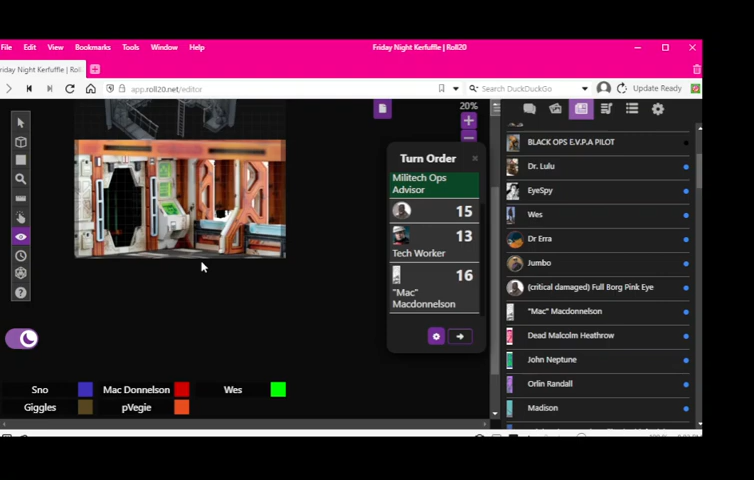 File Edit View Bookmarks Tools Window Help
Friday Night Kerfuffle | Roll20
riday Night Kerfuffle | Roll
app.roll20.net/editor
Search DuckDuckGo
Update Ready
20%
BLACK OPS E.V.P.A PILOT
Turn Order
Dr. Lulu
Militech Ops
Advisor
EyeSpy
15
Wes
13
Tech Worker
Dr Erra
Jumbo
16
"Mac"
Macdonnelson
(critical damaged) Full Borg Pink Eye
"Mac" Macdonnelson
Dead Malcolm Heathrow
John Neptune
Orlin Randall
Madison
Sno Mac Donnelson Wes
Giggles pVegie